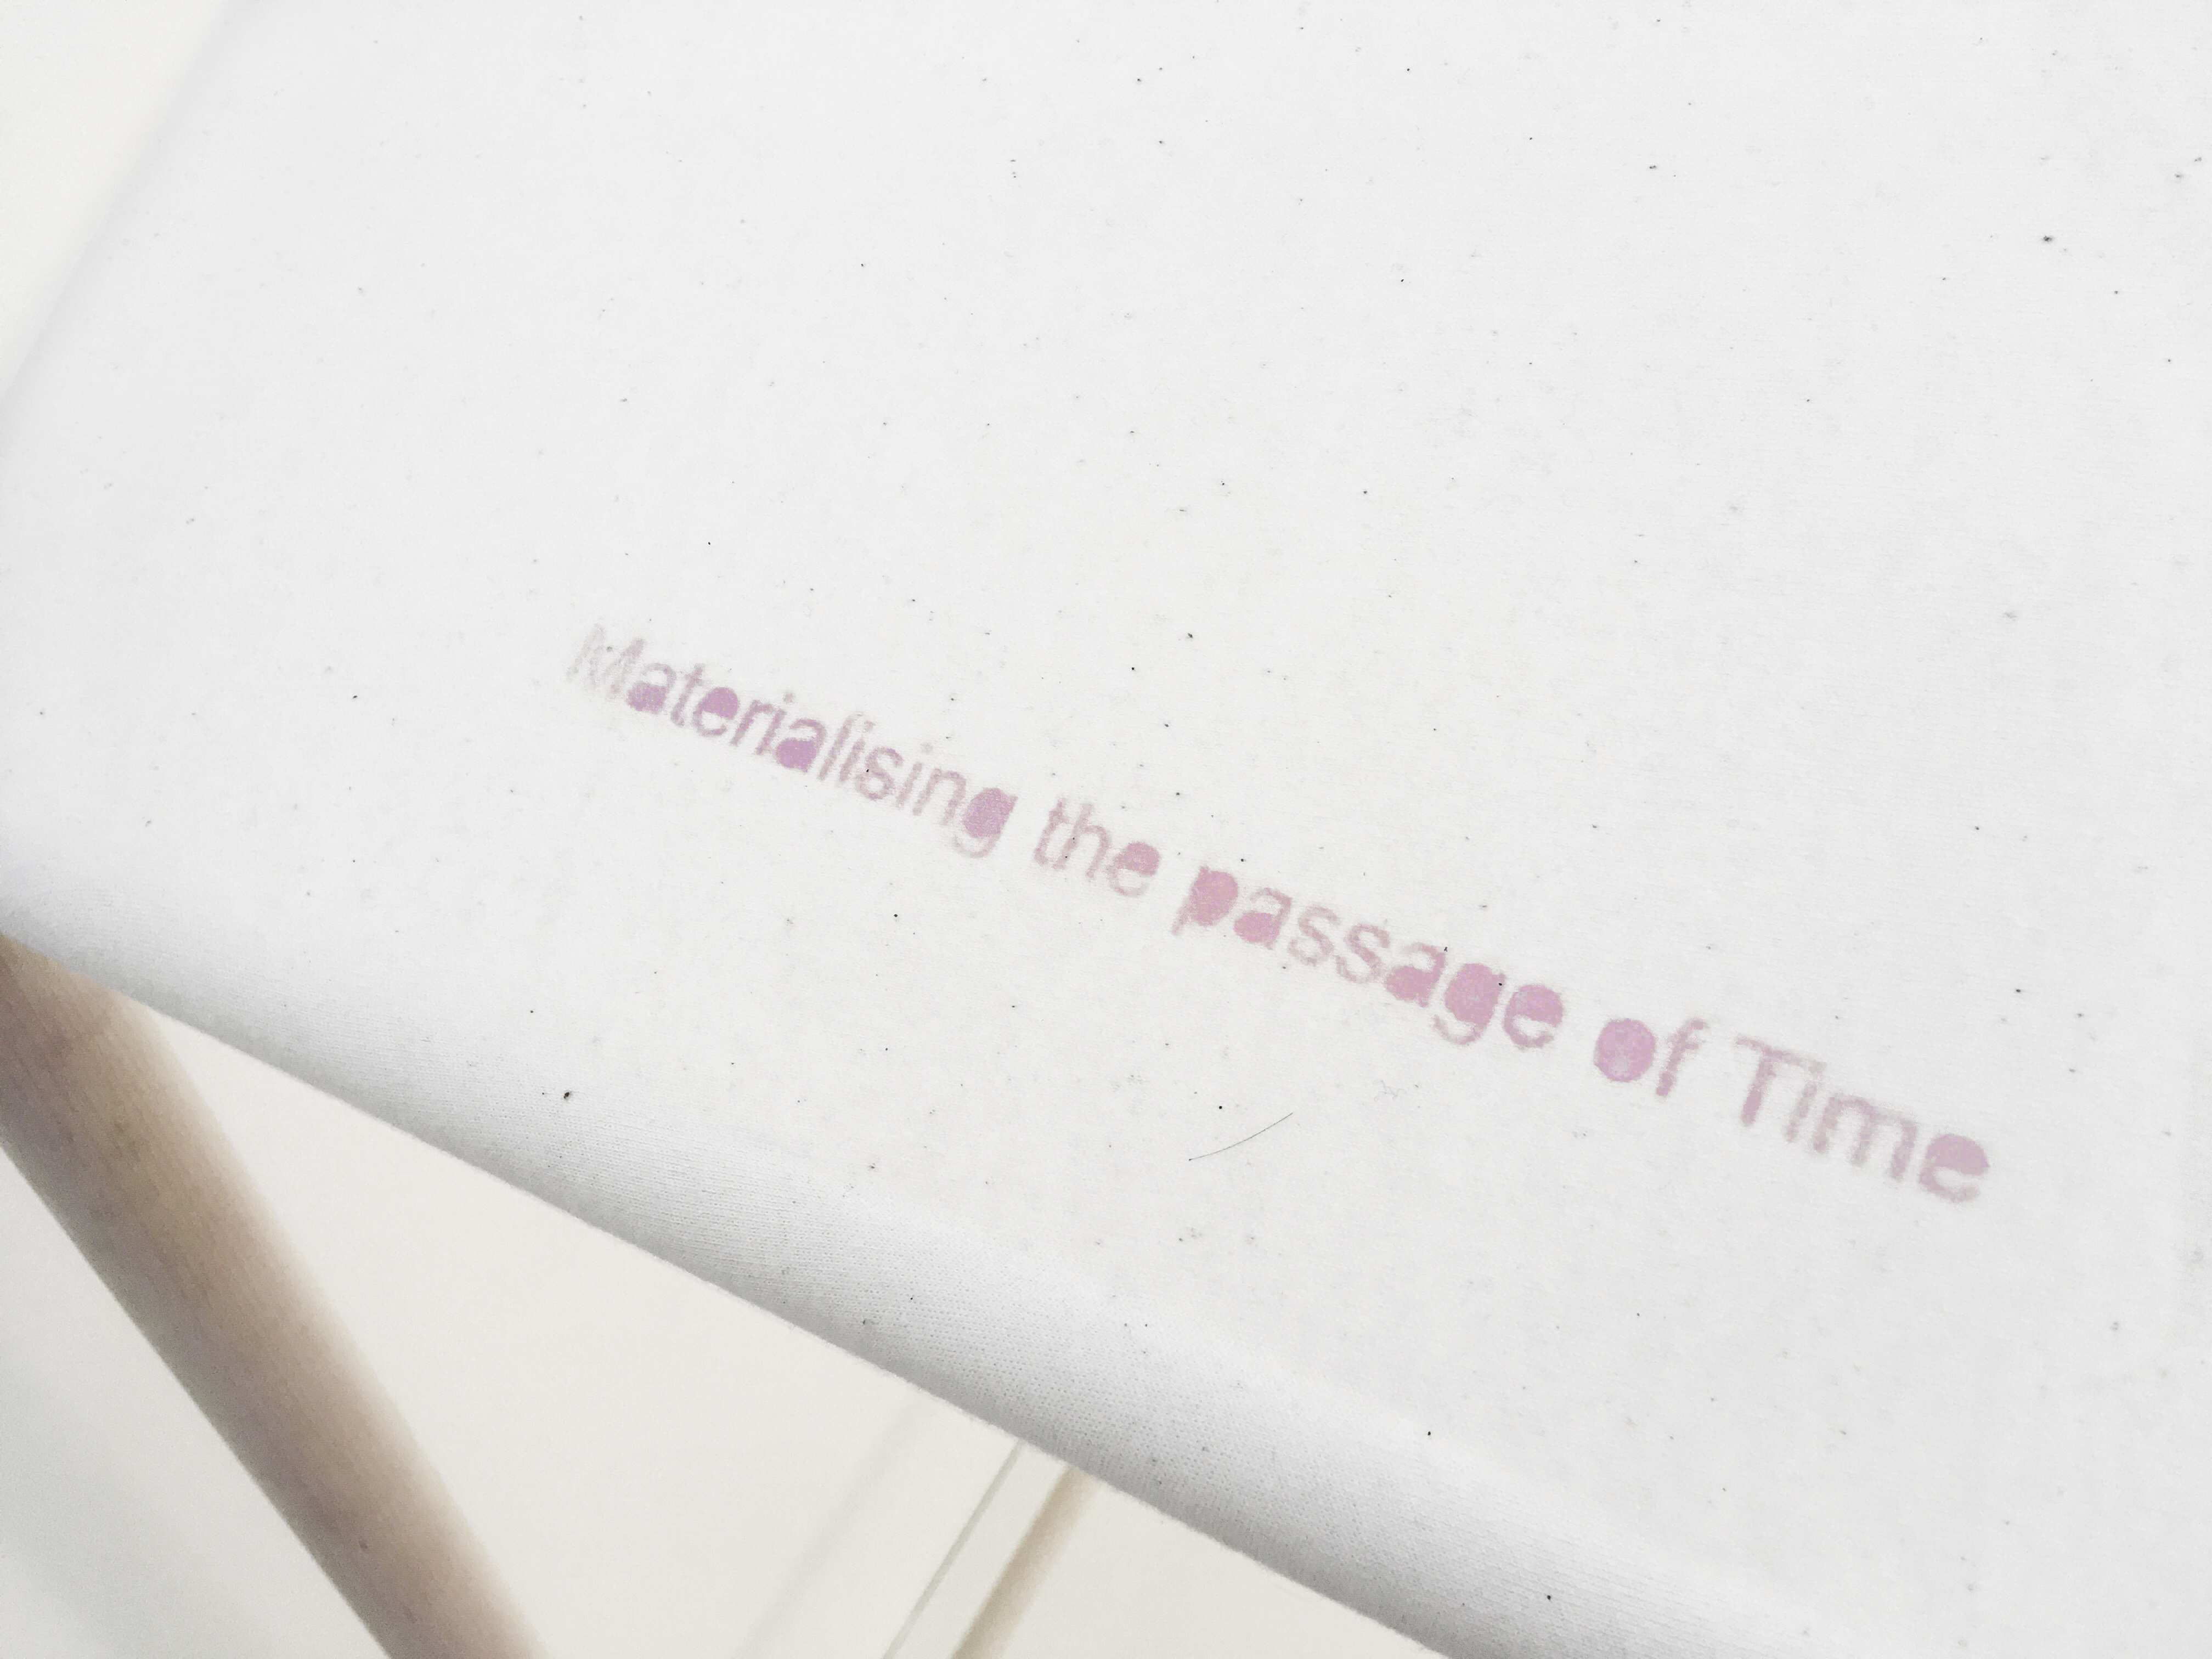 Materialising the passage of Time